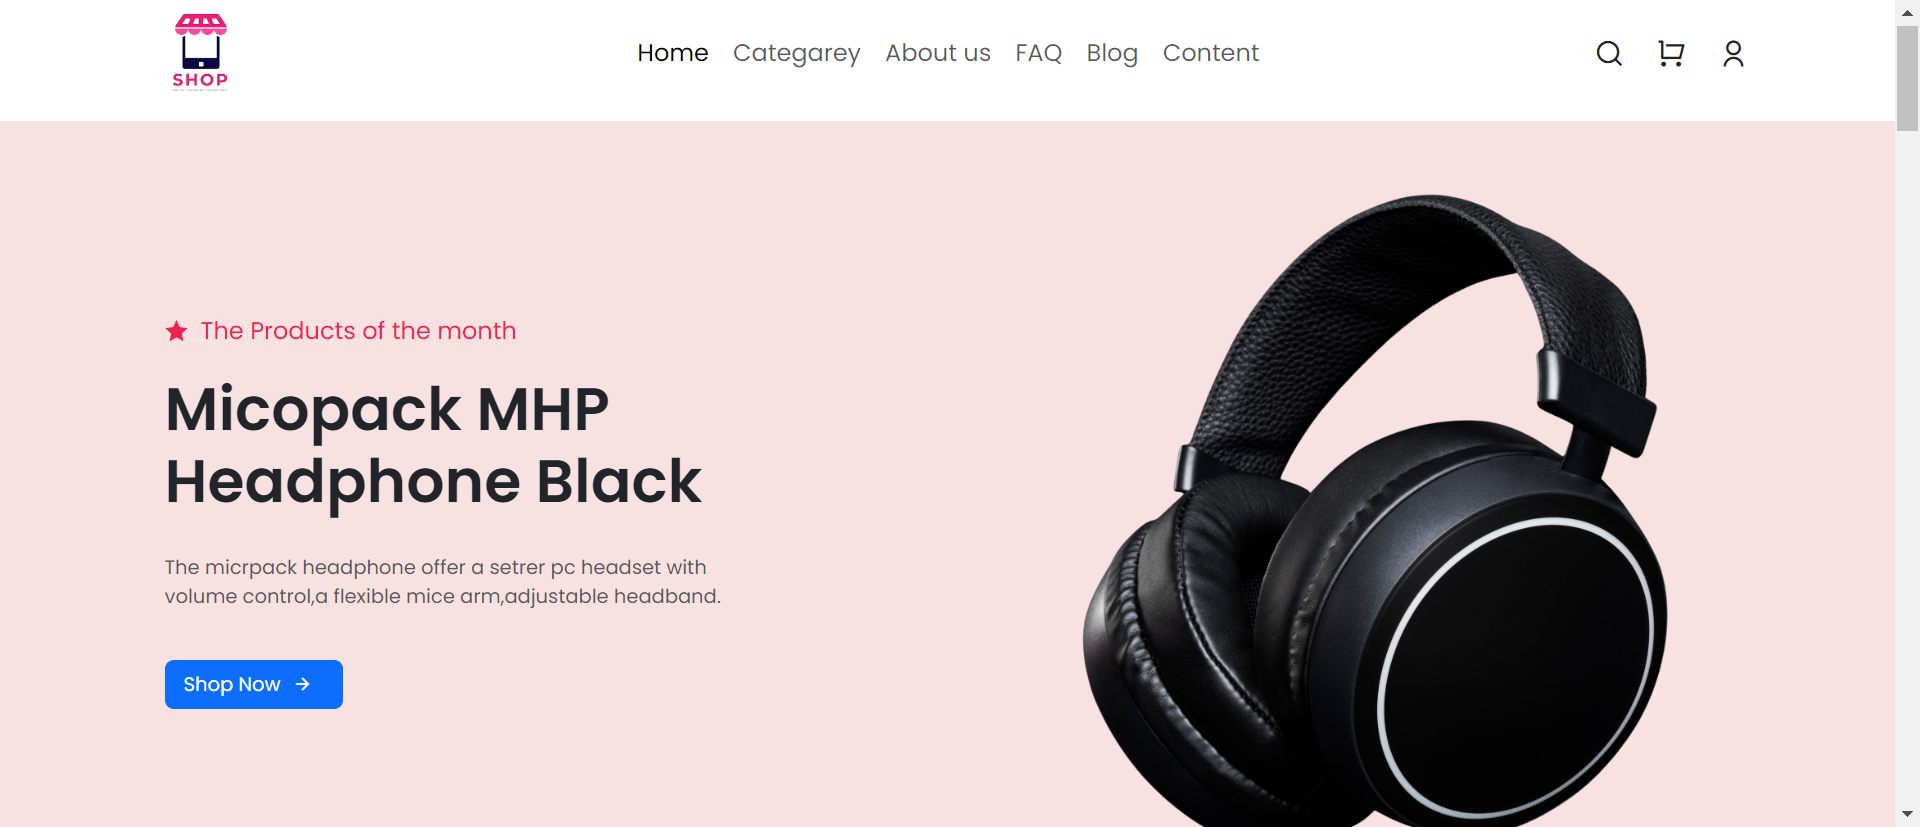 SHOP
Home Categarey About us FAQ Blog Content
The Products of the month
Micopack MHP
Headphone Black
The micrpack headphone offer a setrer pc headset with
volume control,a flexible mice arm,adjustable headband.
Shop Now